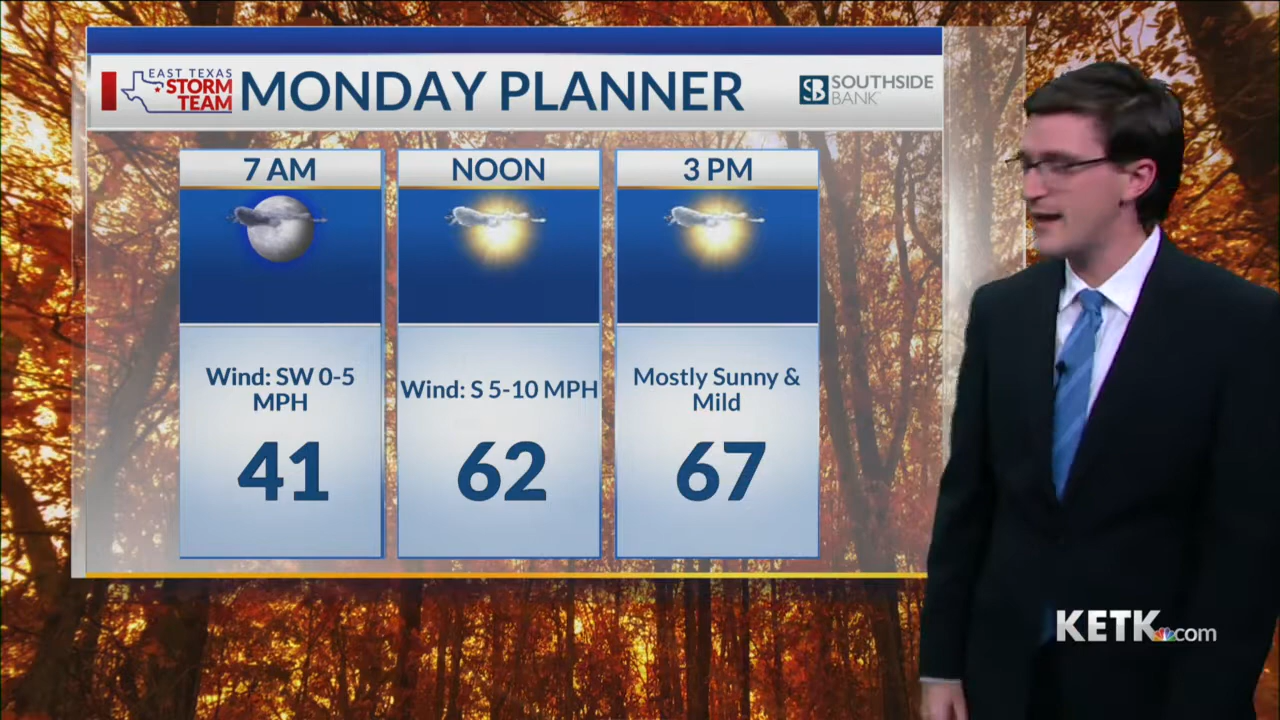 EAST TEXAS
STORM
TEAM
MONDAY PLANNER
SB
SOUTHSIDE
BANK
7 AM
NOON
3 PM
Wind: SW 0-5
MPH
Wind: S 5-10 MPH
Mostly Sunny &
Mild
41
62
67
KETK.com